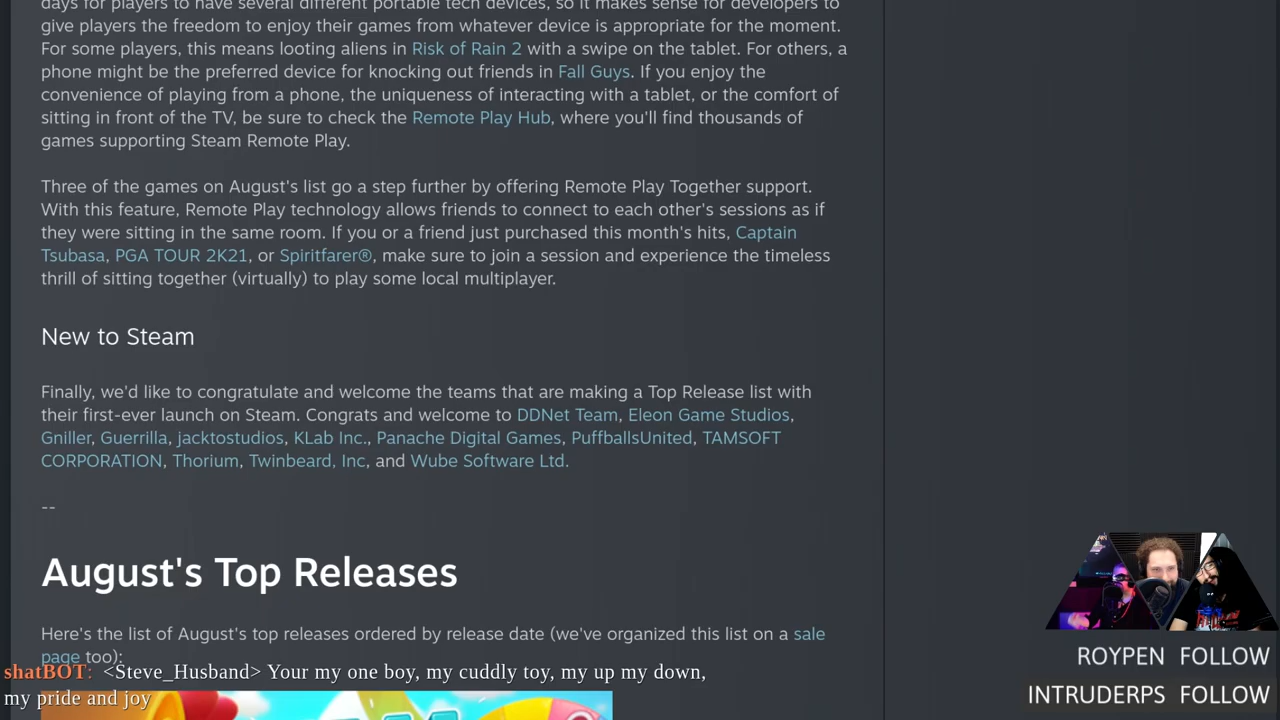 days for players to have several different portable tech devices, so it makes sense for developers to
give players the freedom to enjoy their games from whatever device is appropriate for the moment.
For some players, this means looting aliens in Risk of Rain 2 with a swipe on the tablet. For others, a
phone might be the preferred device for knocking out friends in Fall Guys. If you enjoy the
convenience of playing from a phone, the uniqueness of interacting with a tablet, or the comfort of
sitting in front of the TV, be sure to check the Remote Play Hub, where you'll find thousands of
games supporting Steam Remote Play.
Three of the games on August's list go a step further by offering Remote Play Together support.
With this feature, Remote Play technology allows friends to connect to each other's sessions as if
they were sitting in the same room. If you or a friend just purchased this month's hits, Captain
Tsubasa, PGA TOUR 2K21, or Spiritfarer®, make sure to join a session and experience the timeless
thrill of sitting together (virtually) to play some local multiplayer.
New to Steam
Finally, we'd like to congratulate and welcome the teams that are making a Top Release list with
their first-ever launch on Steam. Congrats and welcome to DDNet Team, Eleon Game Studios,
Gniller, Guerrilla, jacktostudios, KLab Inc., Panache Digital Games, PuffballsUnited, TAMSOFT
CORPORATION, Thorium, Twinbeard, Inc, and Wube Software Ltd.
--
August's Top Releases
Here's the list of August's top releases ordered by release date (we've organized this list on a sale
page too):
shatBOT: <Steve_Husband> Your my one boy, my cuddly toy, my up my down,
my pride and joy
ROYPEN FOLLOW
INTRUDERPS FOLLOW